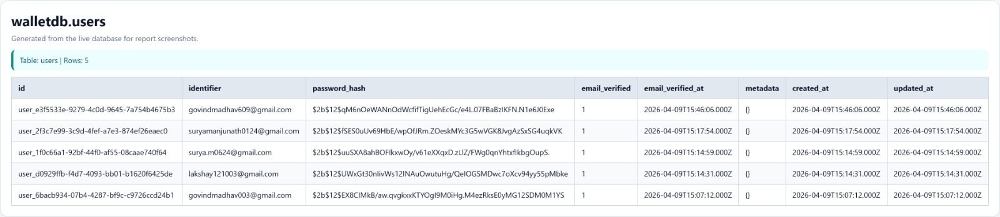 walletdb.users
Generated from the live database for report screenshots.
Table: users | Rows: 5
id identifier password_hash email_verified email_verified_at metadata created_at updated_at
user_e3f5533e-9279-4c0d-9645-7a754b4675b3 govindmadhav609@gmail.com $2b$12$qM6nOeWANnOdWcfifTigUehEcGc/e4L.07FBaBzIKFN.N1e6J0Exe 1 2026-04-09T15:46:06.000Z {} 2026-04-09T15:46:06.000Z 2026-04-09T15:46:06.000Z
user_2f3c7e99-3c9d-4fef-a7e3-874ef26eaec0 suryamanjunath0124@gmail.com $2b$12$fSES0uUv69HbE/wpOfJRm.ZOeskMYc3G5wVGK8JvgAzSxSG4uqkVK 1 2026-04-09T15:17:54.000Z {} 2026-04-09T15:17:54.000Z 2026-04-09T15:17:54.000Z
user_1f0c66a1-92bf-44f0-af55-08caae740f64 surya.m0624@gmail.com $2b$12$uuSXA8ahBOFIkxwOy/v61eXXqxD.zLlZ/FWg0qnYhtxfIkbgOupS. 1 2026-04-09T15:14:59.000Z {} 2026-04-09T15:14:59.000Z 2026-04-09T15:14:59.000Z
user_d0929ffb-f4d7-4093-bb01-b1620f6425de lakshay121003@gmail.com $2b$12$UWxGt30nIivWs12INAuOwutuHg/QeIOGSMDwc7oXcv94yy55pMbke 1 2026-04-09T15:14:31.000Z {} 2026-04-09T15:14:31.000Z 2026-04-09T15:14:31.000Z
user_6bacb934-07b4-4287-bf9c-c9726ccd24b1 govindmadhav003@gmail.com $2b$12$EX8CIMkB/aw.qvgkxxKTYOgI9M0iHg.M4ezRksE0yMG12SDM0M1YS 1 2026-04-09T15:07:12.000Z {} 2026-04-09T15:07:12.000Z 2026-04-09T15:07:12.000Z